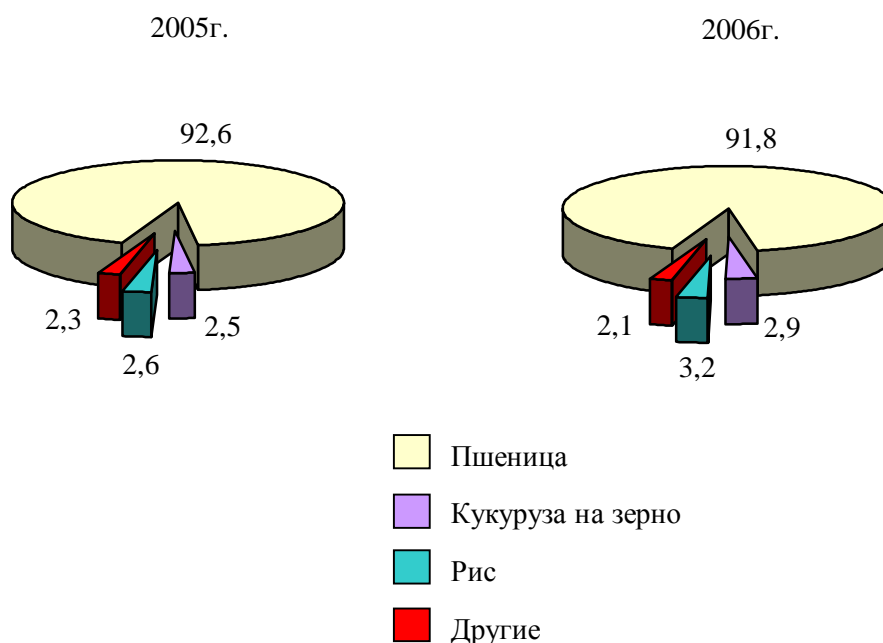 2005г.
2006г.
92,6
91,8
2,3
2,5
2,6
2,1
2,9
3,2
Пшеница
Кукуруза на зерно
Рис
Другие